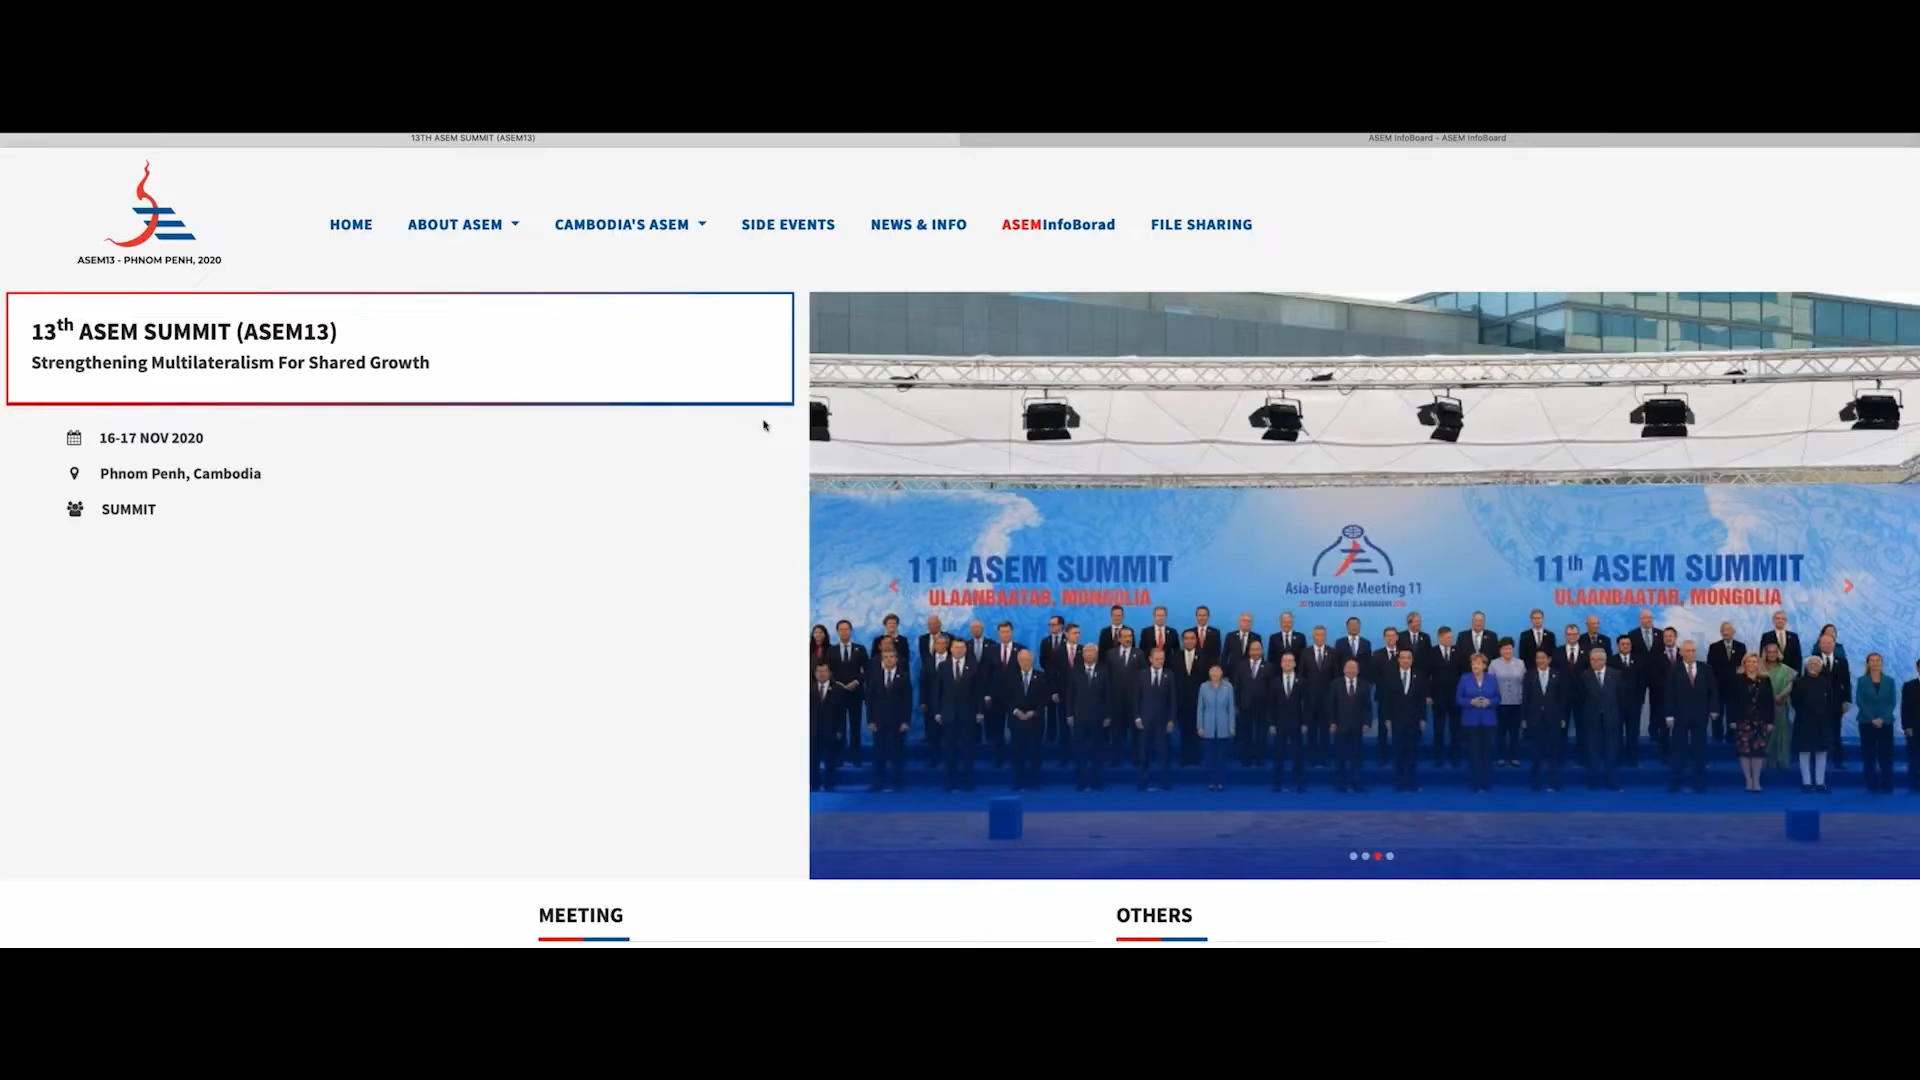 13TH ASEM SUMMIT (ASEM13)
ASEM InfoBoard - ASEM InfoBoard
ASEM13 - PHNOM PENH, 2020
HOME
ABOUT ASEM
CAMBODIA'S ASEM
SIDE EVENTS
NEWS & INFO
ASEMInfoBorad
FILE SHARING
13th ASEM SUMMIT (ASEM13)
Strengthening Multilateralism For Shared Growth
16-17 NOV 2020
Phnom Penh, Cambodia
SUMMIT
11th ASEM SUMMIT
ULAANBAATAR, MONGOLIA
Asia-Europe Meeting 11
11th ASEM SUMMIT
ULAANBAATAR, MONGOLIA
MEETING
OTHERS